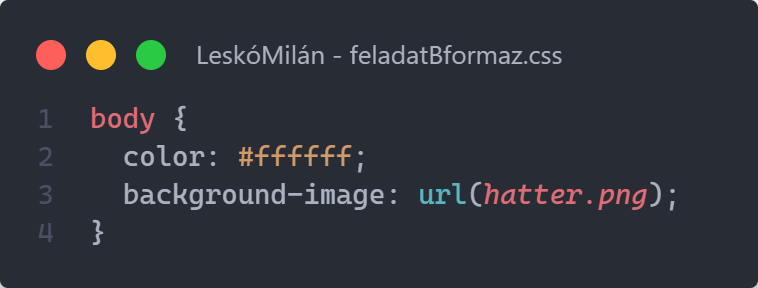 LeskóMilán - feladatBformaz.css
1 body {
2   color: #ffffff;
3   background-image: url(hatter.png);
4 }